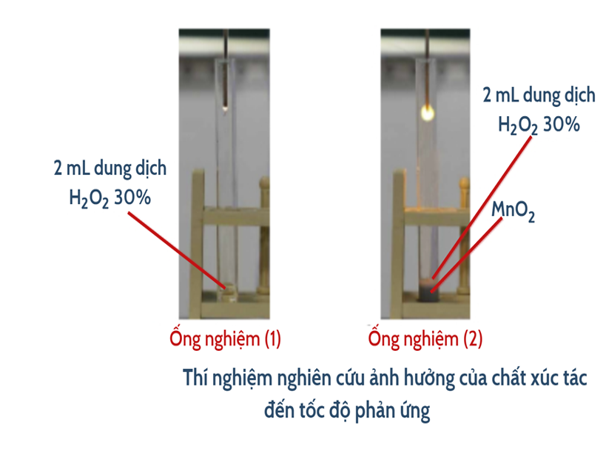 2 mL dung dịch
H₂O₂ 30%
2 mL dung dịch
H₂O₂ 30%
MnO₂
Ống nghiệm (1)
Ống nghiệm (2)
Thí nghiệm nghiên cứu ảnh hưởng của chất xúc tác
đến tốc độ phản ứng